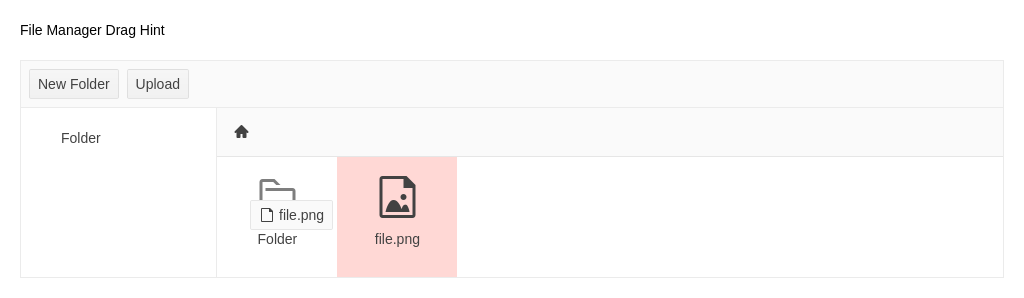 File Manager Drag Hint
New Folder Upload
Folder
file.png
Folder file.png